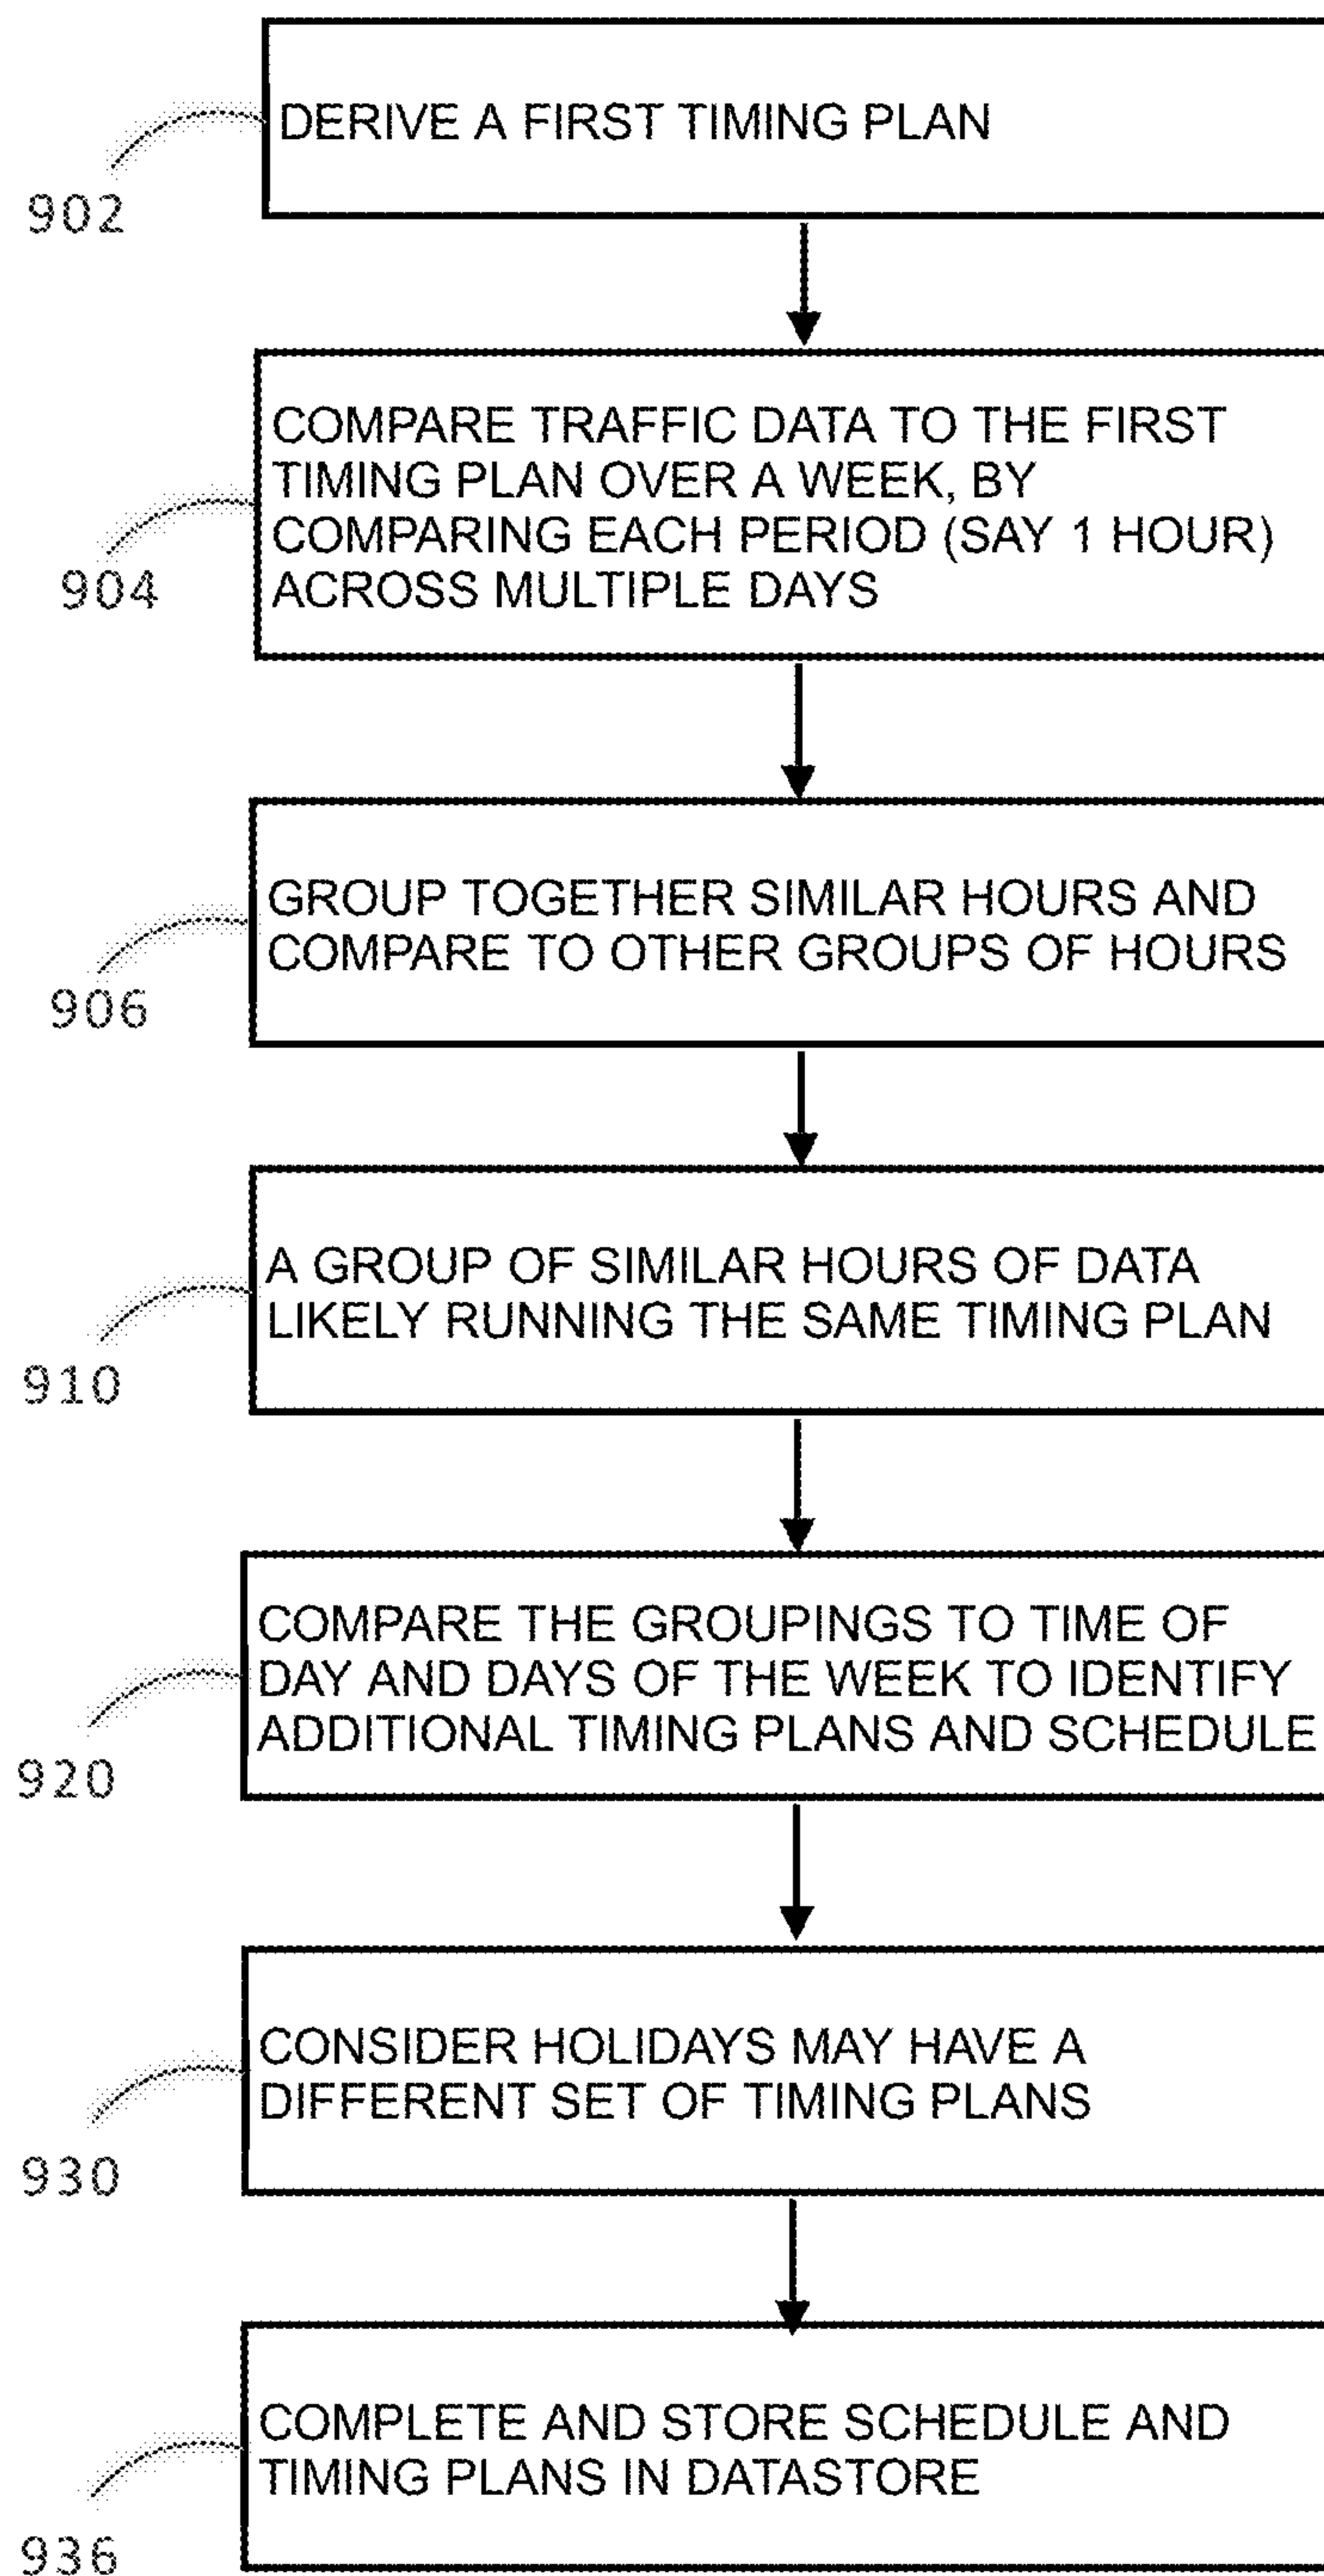 DERIVE A FIRST TIMING PLAN
902
COMPARE TRAFFIC DATA TO THE FIRST
TIMING PLAN OVER A WEEK, BY
COMPARING EACH PERIOD (SAY 1 HOUR)
ACROSS MULTIPLE DAYS
904
GROUP TOGETHER SIMILAR HOURS AND
COMPARE TO OTHER GROUPS OF HOURS
906
A GROUP OF SIMILAR HOURS OF DATA
LIKELY RUNNING THE SAME TIMING PLAN
910
COMPARE THE GROUPINGS TO TIME OF
DAY AND DAYS OF THE WEEK TO IDENTIFY
ADDITIONAL TIMING PLANS AND SCHEDULE
920
CONSIDER HOLIDAYS MAY HAVE A
DIFFERENT SET OF TIMING PLANS
930
COMPLETE AND STORE SCHEDULE AND
TIMING PLANS IN DATASTORE
936